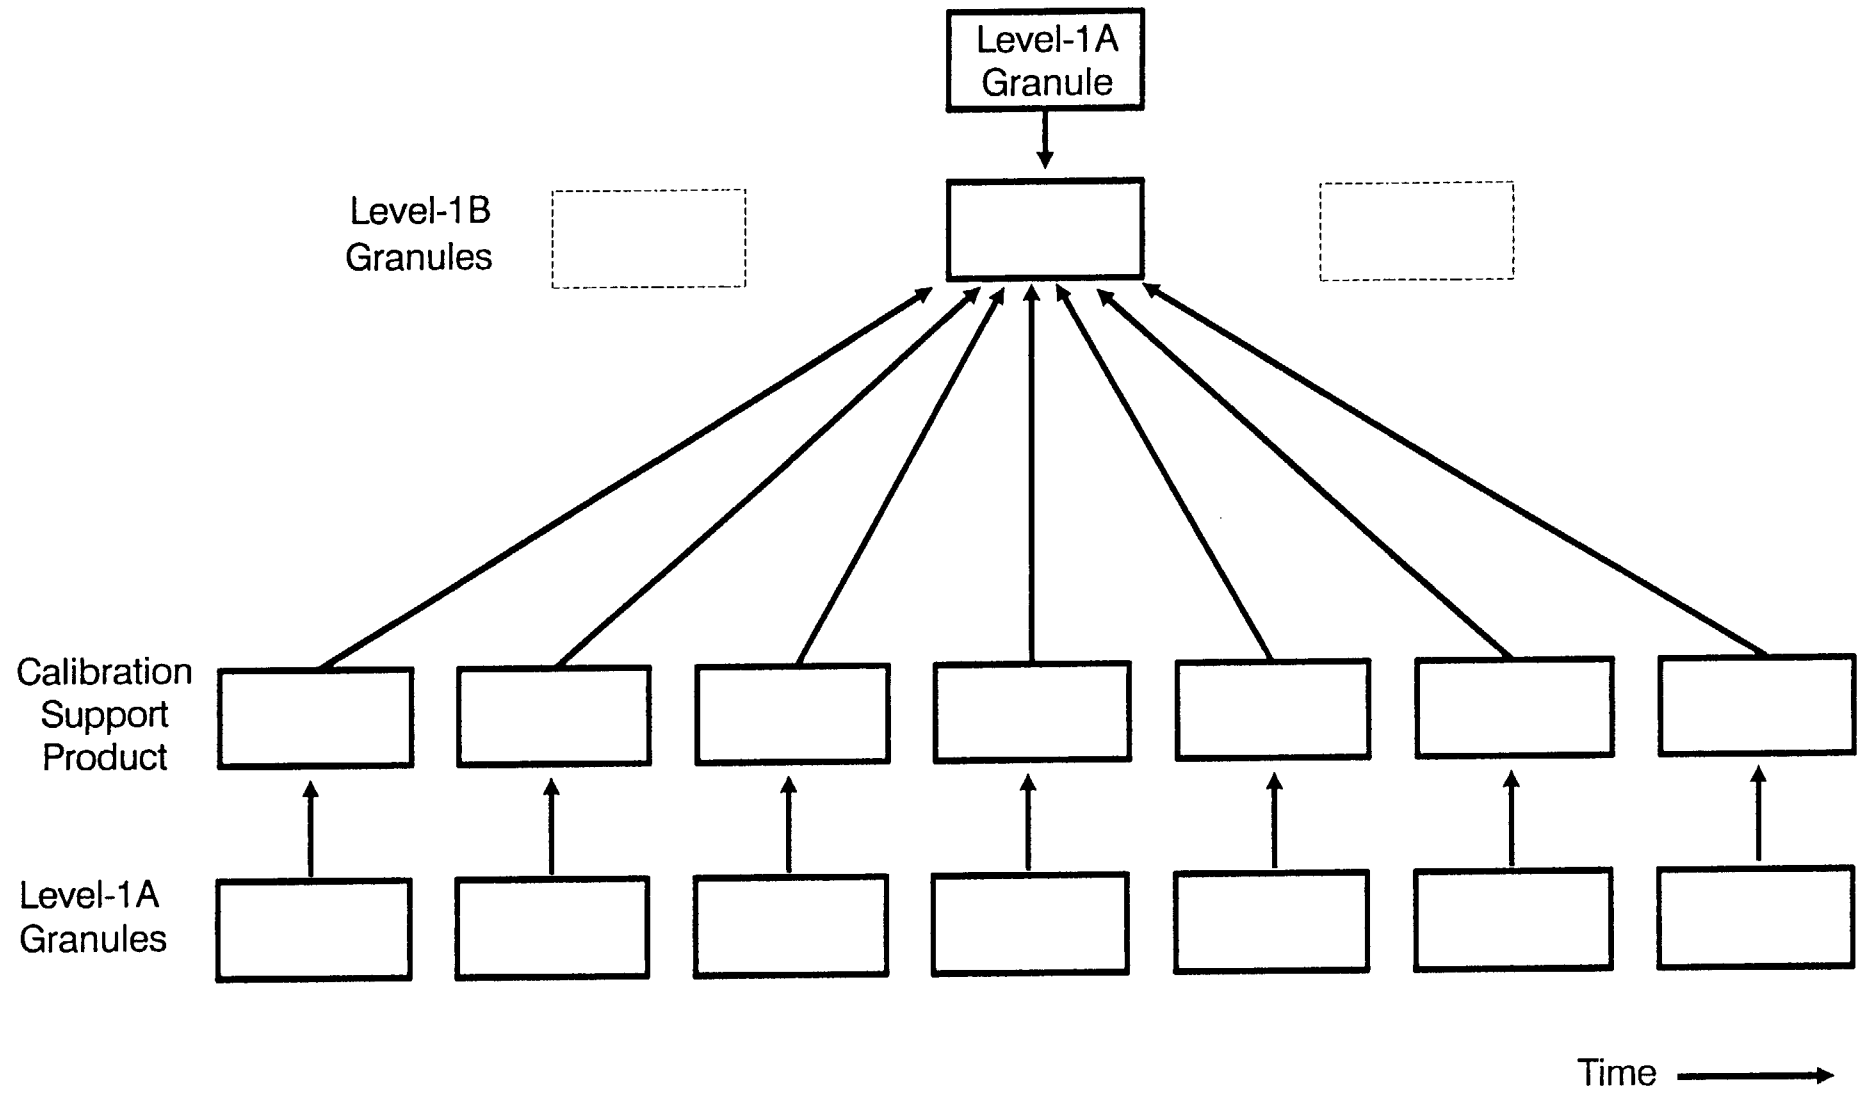 Level-1A
Granule
Level-1B
Granules
Calibration
Support
Product
Level-1A
Granules
Time